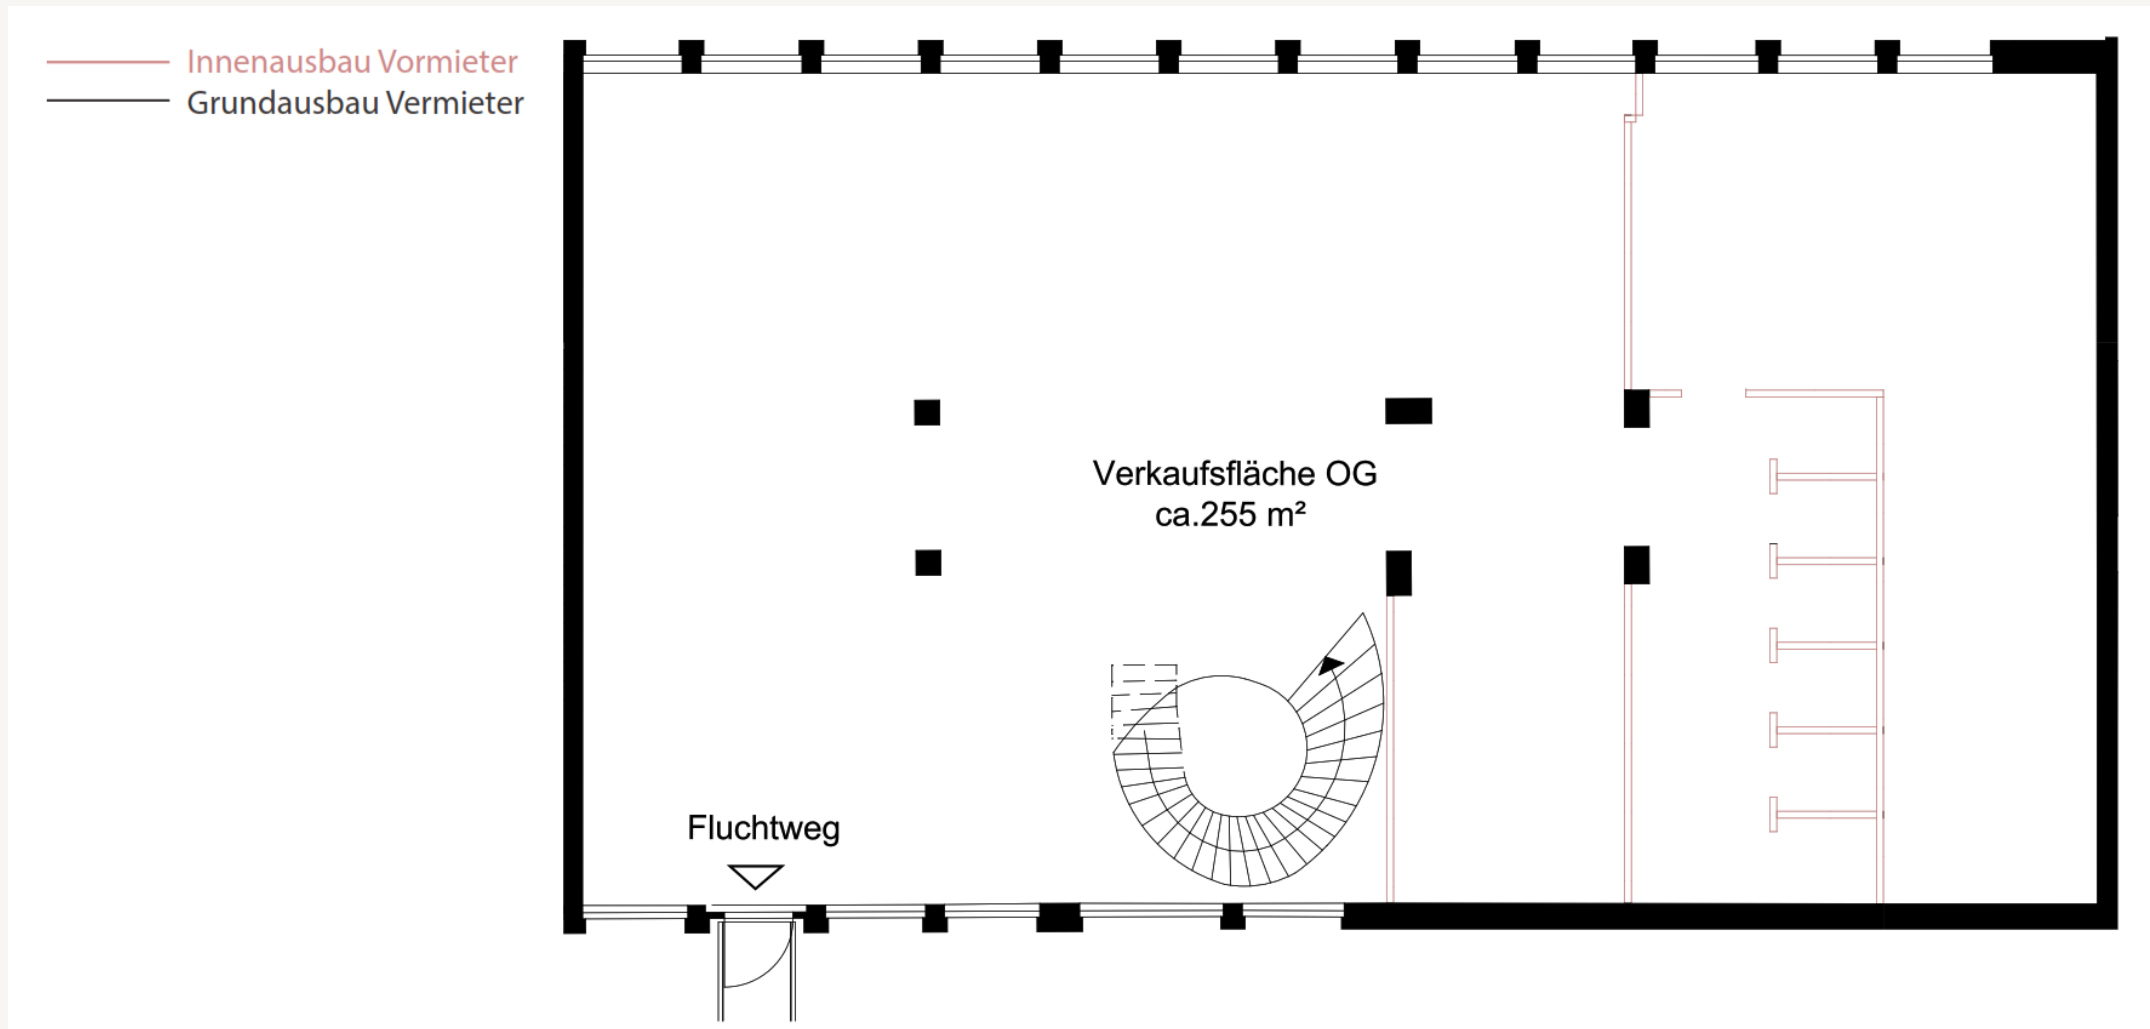 Innenausbau Vormieter
Grundausbau Vermieter
Verkaufsfläche OG
ca.255 m²
Fluchtweg